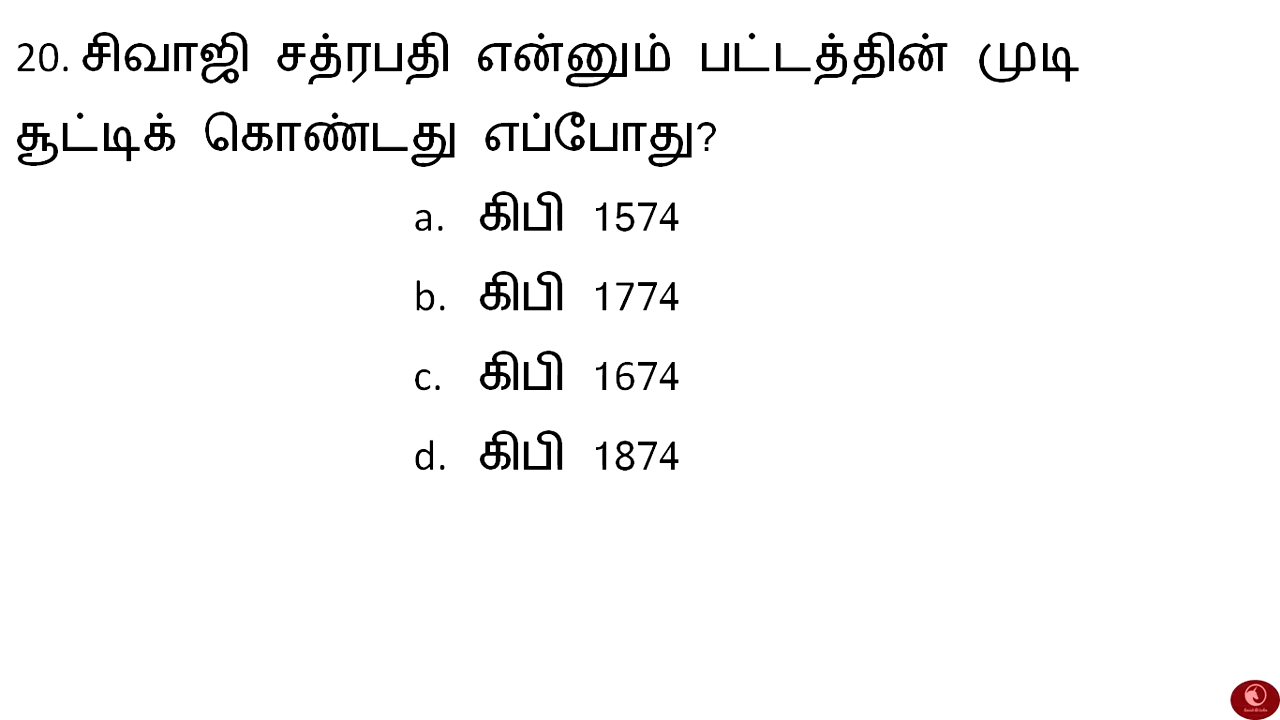 20. சிவாஜி சத்ரபதி என்னும் பட்டத்தின் முடி
சூட்டிக் கொண்டது எப்போது?
a. கிபி 1574
b. கிபி 1774
c. கிபி 1674
d. கிபி 1874